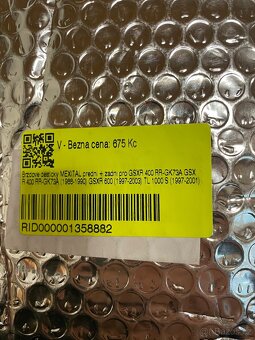 V - Bezna cena: 675 Kc
Brzdove desticky MEXITAL predni + zadni pro GSXR 400 RR-GK73A GSX
R 400 RR-GK73A (1986-1990) GSXR 600 (1997-2003) TL 1000 S (1997-2001)
RID000001358882